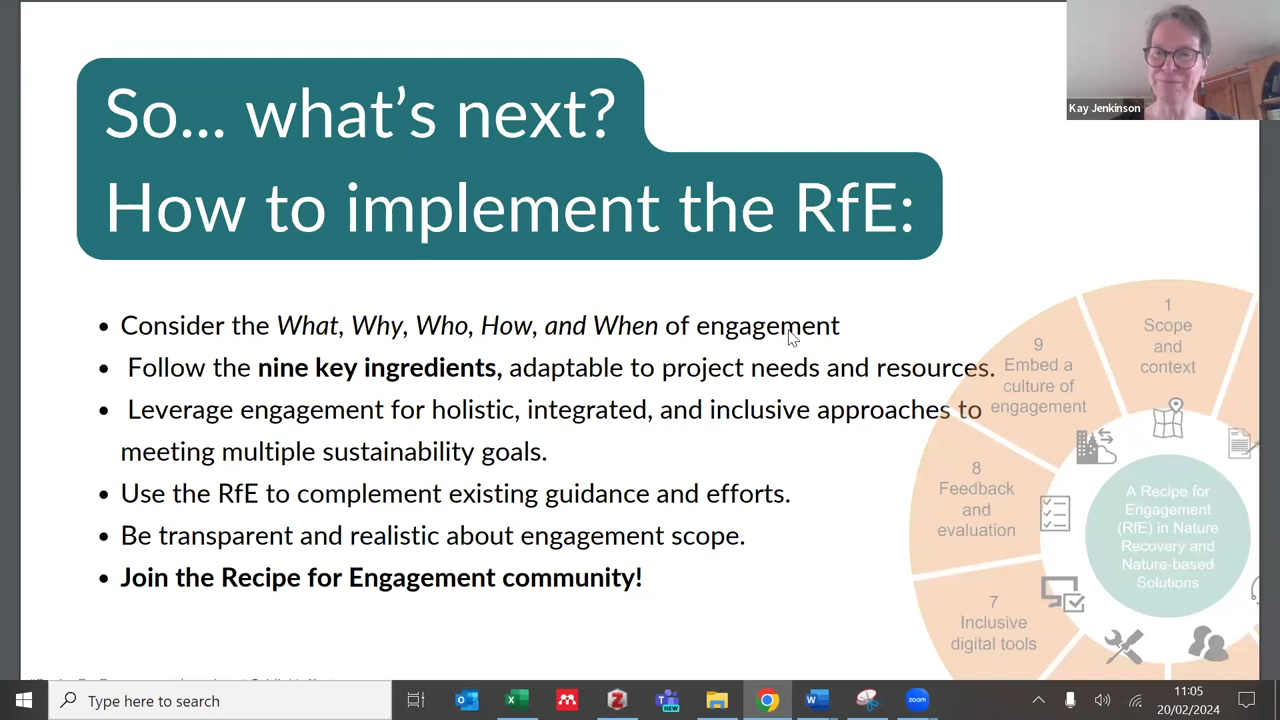 So... what's next?
How to implement the RfE:
Kay Jenkinson
• Consider the What, Why, Who, How, and When of engagement
• Follow the nine key ingredients, adaptable to project needs and resources.
• Leverage engagement for holistic, integrated, and inclusive approaches to
meeting multiple sustainability goals.
• Use the RfE to complement existing guidance and efforts.
• Be transparent and realistic about engagement scope.
• Join the Recipe for Engagement community!
1
Scope
and
context
9
Embed a
culture of
engagement
8
Feedback
and
evaluation
7
Inclusive
digital tools
A Recipe for
Engagement
(RfE) in Nature
Recovery and
Nature-based
Solutions
Type here to search
NEW
zoom
11:05
20/02/2024